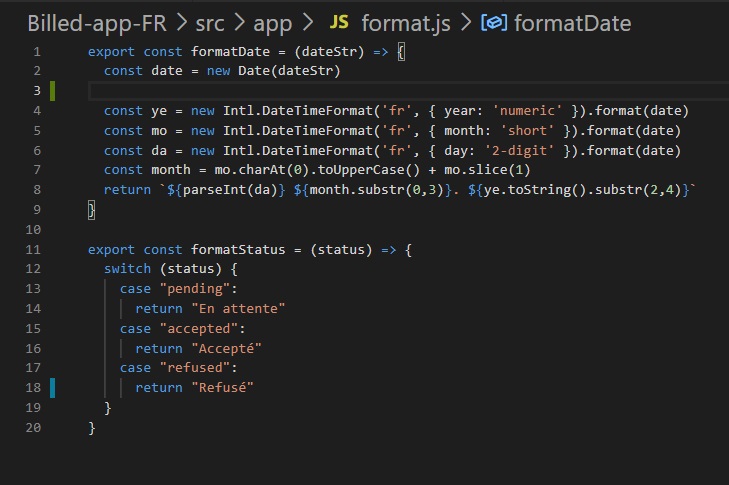 Billed-app-FR > src > app > JS format.js > formatDate
1 export const formatDate = (dateStr) => {
2 const date = new Date(dateStr)
3
4 const ye = new Intl.DateTimeFormat('fr', { year: 'numeric' }).format(date)
5 const mo = new Intl.DateTimeFormat('fr', { month: 'short' }).format(date)
6 const da = new Intl.DateTimeFormat('fr', { day: '2-digit' }).format(date)
7 const month = mo.charAt(0).toUpperCase() + mo.slice(1)
8 return `${parseInt(da)} ${month.substr(0,3)}. ${ye.toString().substr(2,4)}`
9 }
10
11 export const formatStatus = (status) => {
12 switch (status) {
13 case "pending":
14 return "En attente"
15 case "accepted":
16 return "Accepté"
17 case "refused":
18 return "Refusé"
19 }
20 }